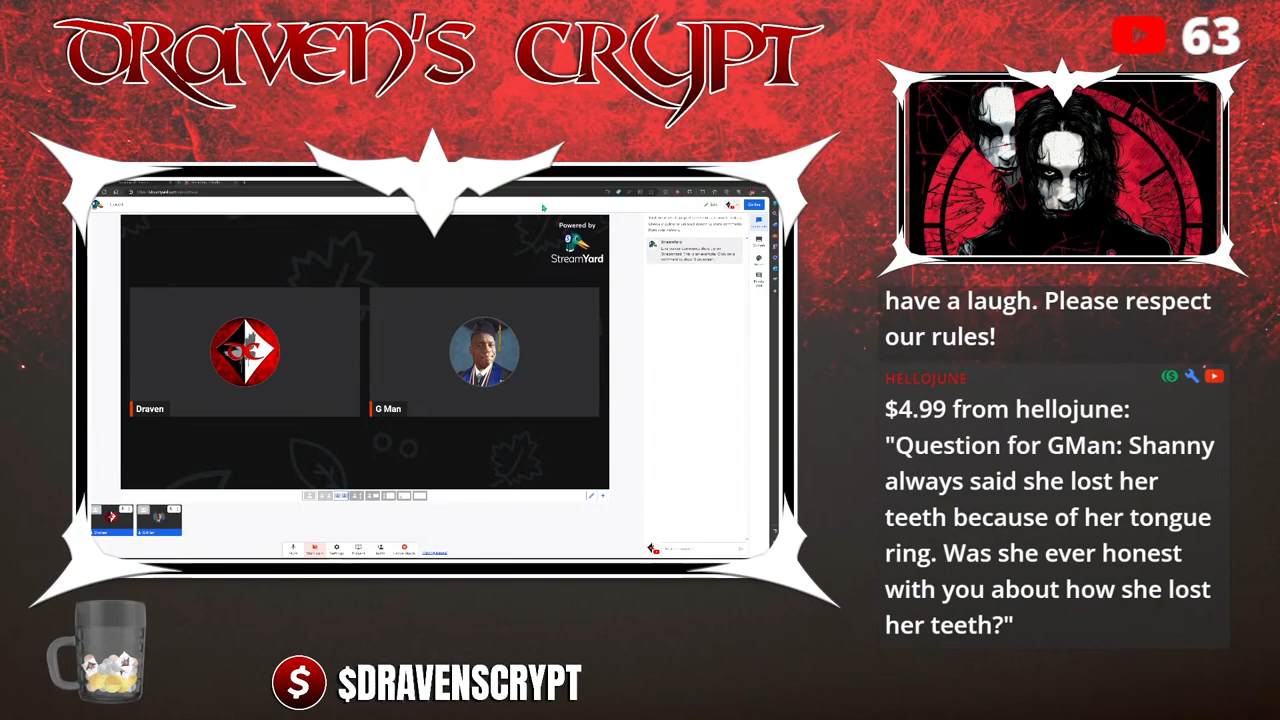 DRAVEN'S CRYPT
63
Powered by
StreamYard
Draven
G Man
have a laugh. Please respect
our rules!
HELLOJUNE
$4.99 from hellojune:
"Question for GMan: Shanny
always said she lost her
teeth because of her tongue
ring. Was she ever honest
with you about how she lost
her teeth?"
$DRAVENSCRYPT